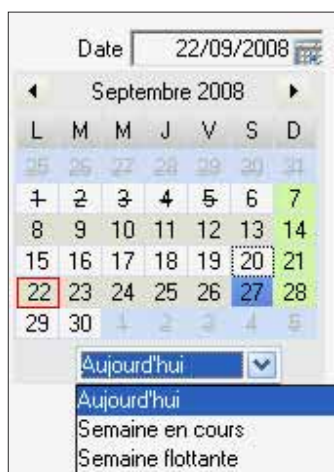 Date 22/09/2008
Septembre 2008
L M M J V S D
25 26 27 28 29 30 31
1 2 3 4 5 6 7
8 9 10 11 12 13 14
15 16 17 18 19 20 21
22 23 24 25 26 27 28
29 30 1 2 3 4 5
Aujourd'hui
Aujourd'hui
Semaine en cours
Semaine flottante